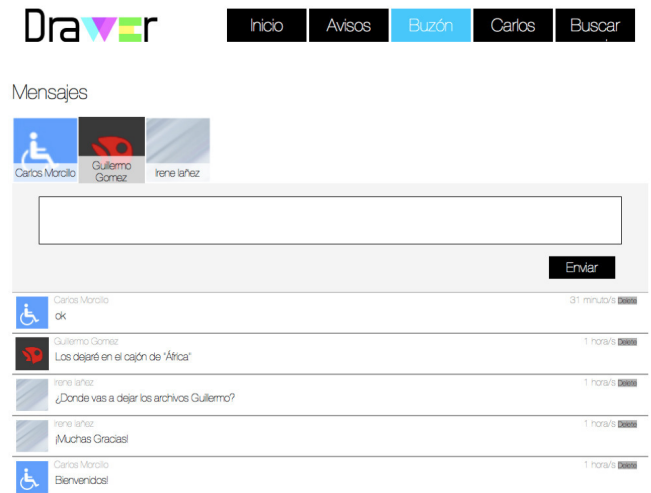 Drawer
Inicio Avisos Buzón Carlos Buscar
Mensajes
Carlos Morcillo
Guillermo
Gomez
Irene Iañez
Enviar
Carlos Morcillo 31 minuto/s Delete
ok
Guillermo Gomez 1 hora/s Delete
Los dejaré en el cajón de "África"
Irene Iañez 1 hora/s Delete
¿Donde vas a dejar los archivos Guillermo?
Irene Iañez 1 hora/s Delete
¡Muchas Gracias!
Carlos Morcillo 1 hora/s Delete
Bienvenidos!